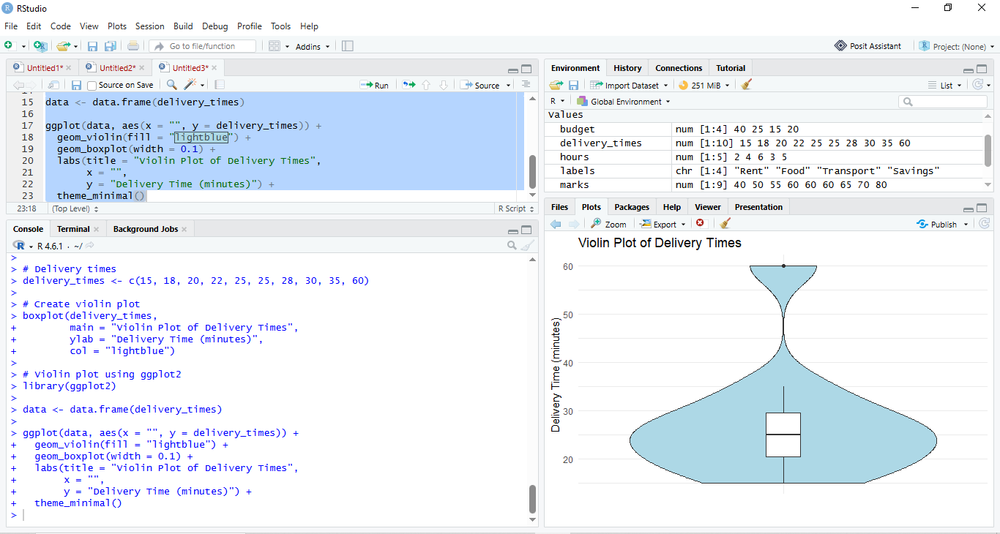 RStudio
File Edit Code View Plots Session Build Debug Profile Tools Help
Go to file/function Addins Posit Assistant Project: (None)
Untitled1* Untitled2* Untitled3*
Source on Save Run Source
15 data <- data.frame(delivery_times)
16
17 ggplot(data, aes(x = "", y = delivery_times)) +
18   geom_violin(fill = "lightblue") +
19   geom_boxplot(width = 0.1) +
20   labs(title = "Violin Plot of Delivery Times",
21        x = "",
22        y = "Delivery Time (minutes)") +
23   theme_minimal()
23:18 (Top Level) R Script
Console Terminal Background Jobs
R 4.6.1 · ~/
>
> # Delivery times
> delivery_times <- c(15, 18, 20, 22, 25, 25, 28, 30, 35, 60)
>
> # Create violin plot
> boxplot(delivery_times,
+         main = "Violin Plot of Delivery Times",
+         ylab = "Delivery Time (minutes)",
+         col = "lightblue")
>
> # Violin plot using ggplot2
> library(ggplot2)
>
> data <- data.frame(delivery_times)
>
> ggplot(data, aes(x = "", y = delivery_times)) +
+   geom_violin(fill = "lightblue") +
+   geom_boxplot(width = 0.1) +
+   labs(title = "Violin Plot of Delivery Times",
+        x = "",
+        y = "Delivery Time (minutes)") +
+   theme_minimal()
>
Environment History Connections Tutorial
Import Dataset 251 MiB List
R Global Environment
Values
budget num [1:4] 40 25 15 20
delivery_times num [1:10] 15 18 20 22 25 25 28 30 35 60
hours num [1:5] 2 4 6 3 5
labels chr [1:4] "Rent" "Food" "Transport" "Savings"
marks num [1:9] 40 50 55 60 60 60 65 70 80
Files Plots Packages Help Viewer Presentation
Zoom Export Publish
Violin Plot of Delivery Times
Delivery Time (minutes)
60
50
40
30
20